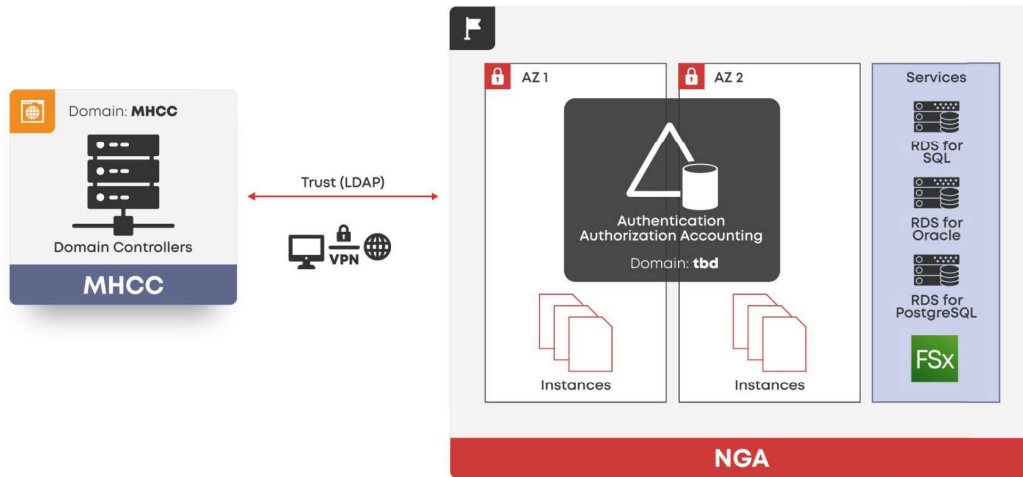 Domain: MHCC
Domain Controllers
MHCC
Trust (LDAP)
VPN
AZ 1
AZ 2
Authentication
Authorization Accounting
Domain: tbd
Instances
Instances
Services
RDS for
SQL
RDS for
Oracle
RDS for
PostgreSQL
FSx
NGA